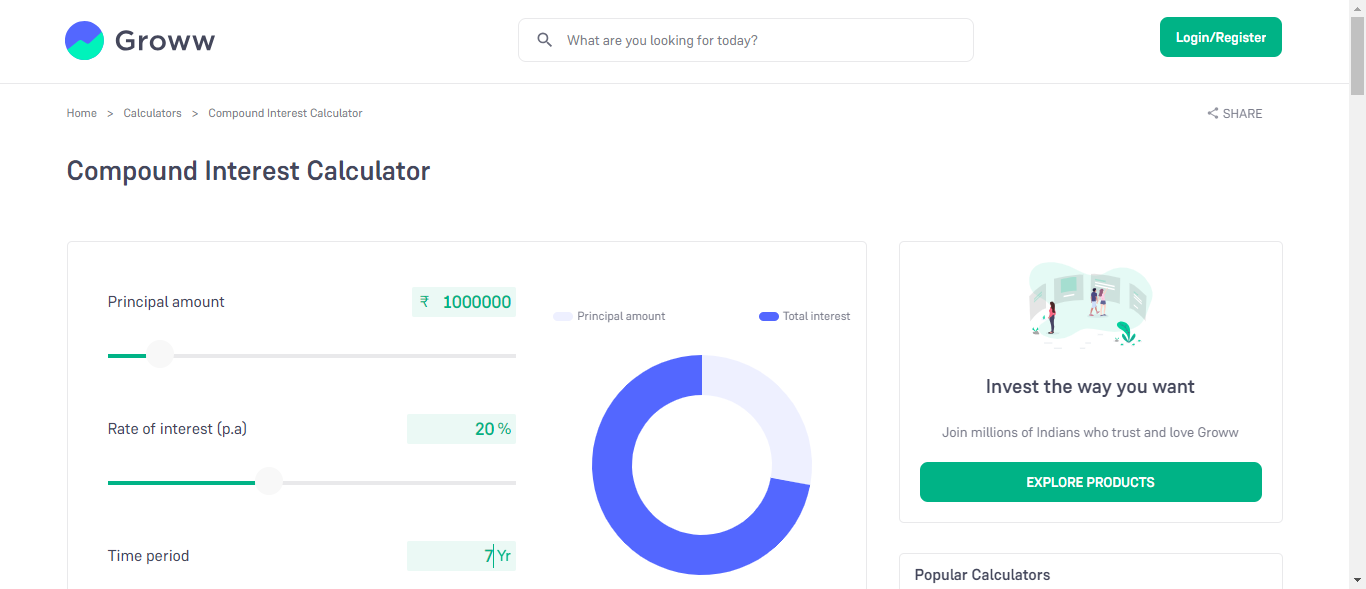 Groww
What are you looking for today?
Login/Register
Home > Calculators > Compound Interest Calculator
SHARE
Compound Interest Calculator
Principal amount
₹ 1000000
Rate of interest (p.a)
20 %
Time period
7 Yr
Principal amount
Total interest
Invest the way you want
Join millions of Indians who trust and love Groww
EXPLORE PRODUCTS
Popular Calculators